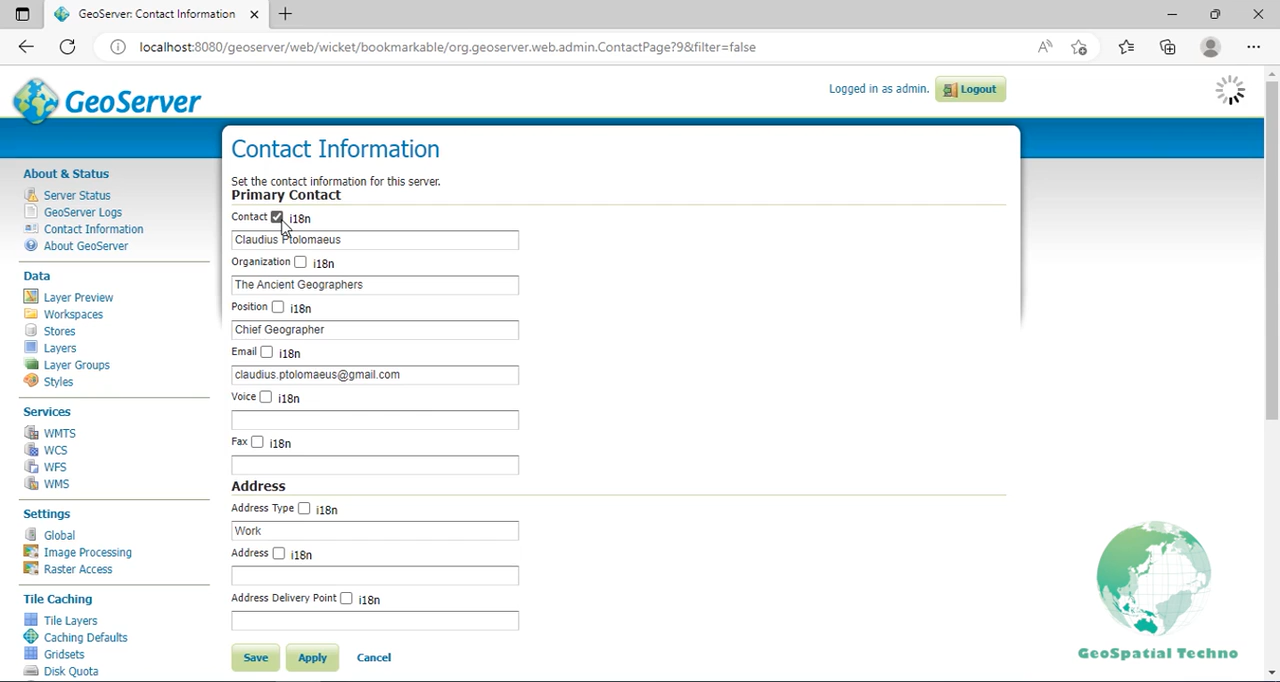 GeoServer: Contact Information
localhost:8080/geoserver/web/wicket/bookmarkable/org.geoserver.web.admin.ContactPage?9&filter=false
GeoServer
Logged in as admin.
Logout
About & Status
Server Status
GeoServer Logs
Contact Information
About GeoServer
Data
Layer Preview
Workspaces
Stores
Layers
Layer Groups
Styles
Services
WMTS
WCS
WFS
WMS
Settings
Global
Image Processing
Raster Access
Tile Caching
Tile Layers
Caching Defaults
Gridsets
Disk Quota
Contact Information
Set the contact information for this server.
Primary Contact
Contact i18n
Claudius Ptolomaeus
Organization i18n
The Ancient Geographers
Position i18n
Chief Geographer
Email i18n
claudius.ptolomaeus@gmail.com
Voice i18n
Fax i18n
Address
Address Type i18n
Work
Address i18n
Address Delivery Point i18n
Save Apply Cancel
GeoSpatial Techno